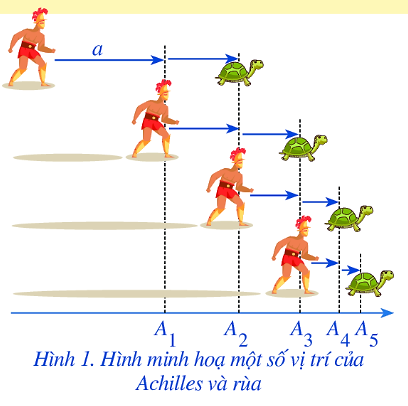 a
A1 A2 A3 A4 A5
Hình 1. Hình minh hoạ một số vị trí của
Achilles và rùa